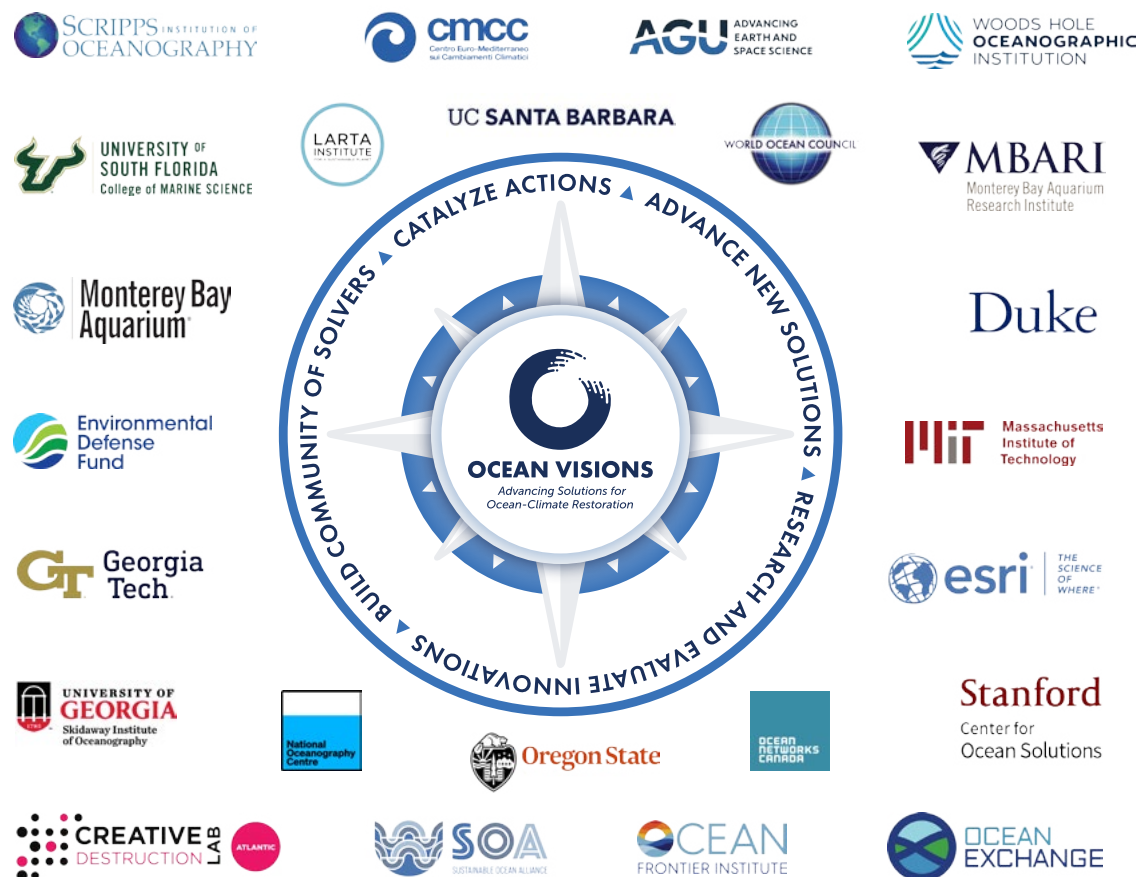 SCRIPPS INSTITUTION OF
OCEANOGRAPHY
cmcc
Centro Euro-Mediterraneo
sui Cambiamenti Climatici
AGU
ADVANCING
EARTH AND
SPACE SCIENCE
WOODS HOLE
OCEANOGRAPHIC
INSTITUTION
UNIVERSITY OF
SOUTH FLORIDA
College of MARINE SCIENCE
LARTA
INSTITUTE
UC SANTA BARBARA
WORLD OCEAN COUNCIL
MBARI
Monterey Bay Aquarium
Research Institute
CATALYZE ACTIONS
ADVANCE NEW SOLUTIONS
RESEARCH AND EVALUATE INNOVATIONS
BUILD COMMUNITY OF SOLVERS
Monterey Bay
Aquarium
Duke
OCEAN VISIONS
Advancing Solutions for
Ocean-Climate Restoration
Environmental
Defense
Fund
MIT
Massachusetts
Institute of
Technology
GT
Georgia
Tech
esri
THE
SCIENCE
OF
WHERE
UNIVERSITY OF
GEORGIA
Skidaway Institute
of Oceanography
National
Oceanography
Centre
Oregon State
OCEAN
NETWORKS
CANADA
Stanford
Center for
Ocean Solutions
CREATIVE
DESTRUCTION
LAB
ATLANTIC
SOA
SUSTAINABLE OCEAN ALLIANCE
OCEAN
FRONTIER INSTITUTE
OCEAN
EXCHANGE